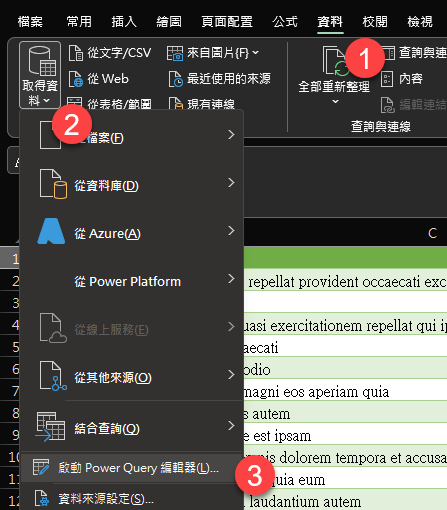 檔案 常用 插入 繪圖 頁面配置 公式 資料 校閱 檢視
從文字/CSV 來自圖片(F) 1 查詢與連
取得資料 從 Web 最近使用的來源 全部重新整理 內容
從表格/範圍 現有連線 編輯連結
2 查詢與連線
從檔案(F)
從資料庫(D)
從 Azure(A)
C
1
從 Power Platform
2 repellat provident occaecati exc
3
從線上服務(E)
4 quasi exercitationem repellat qui ip
5 aecati
6 odio
從其他來源(O)
7 magni eos aperiam quia
8 s autem
結合查詢(Q)
9 e est ipsam
10 nis dolorem tempora et accusa
啟動 Power Query 編輯器(L)...
3
11 quia eum
資料來源設定(S)...
12 laudantium autem